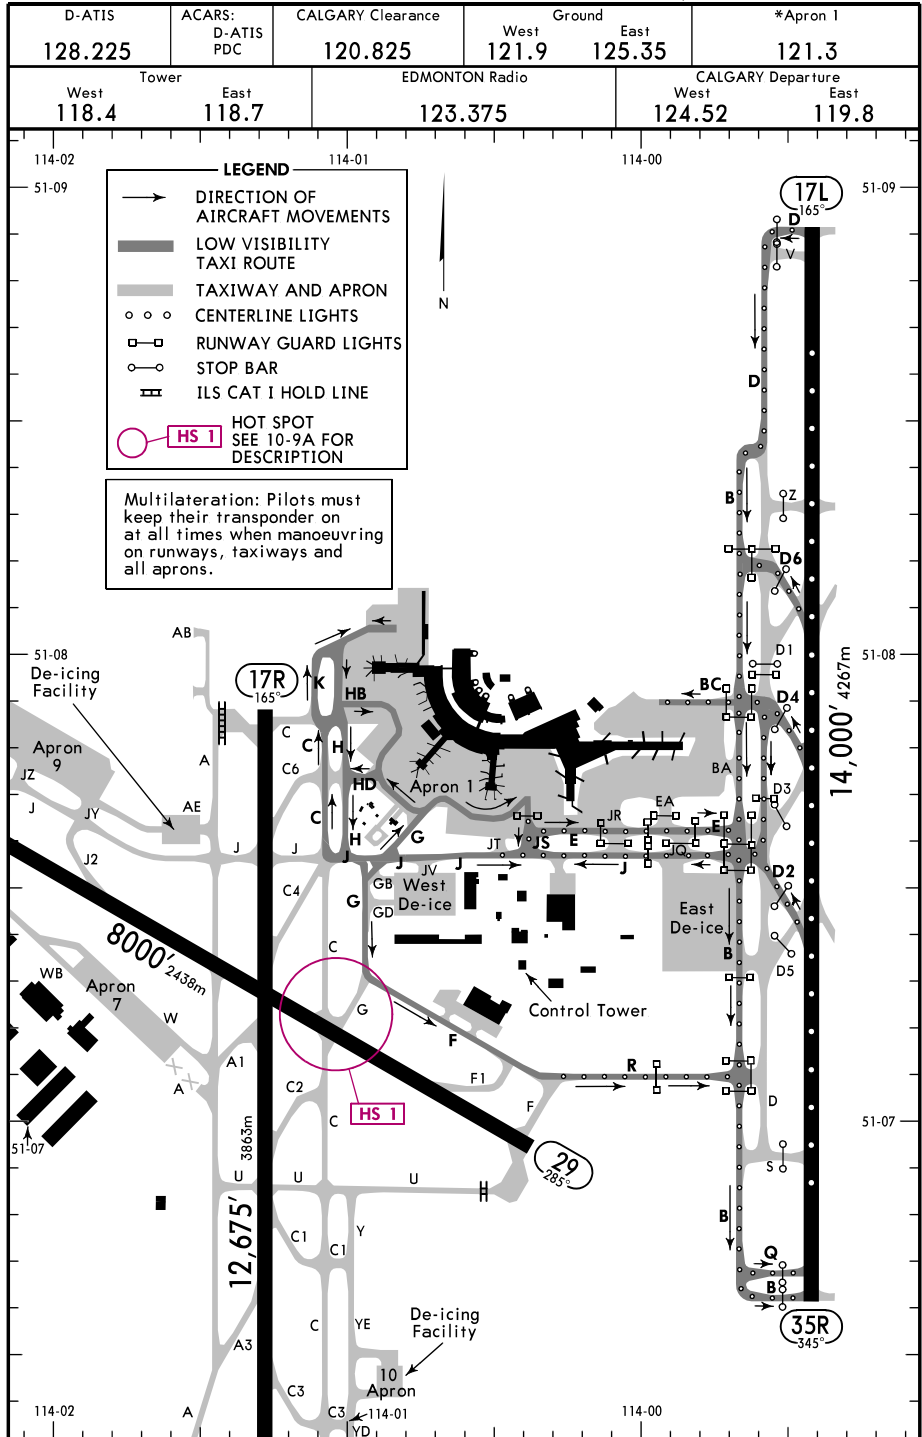 D-ATIS
128.225
ACARS:
D-ATIS
PDC
CALGARY Clearance
120.825
Ground
West East
121.9 125.35
*Apron 1
121.3
Tower
West East
118.4 118.7
EDMONTON Radio
123.375
CALGARY Departure
West East
124.52 119.8
114-02
114-01
114-00
51-09
51-09
LEGEND
DIRECTION OF
AIRCRAFT MOVEMENTS
LOW VISIBILITY
TAXI ROUTE
TAXIWAY AND APRON
CENTERLINE LIGHTS
RUNWAY GUARD LIGHTS
STOP BAR
ILS CAT I HOLD LINE
HS 1
HOT SPOT
SEE 10-9A FOR
DESCRIPTION
N
Multilateration: Pilots must
keep their transponder on
at all times when manoeuvring
on runways, taxiways and
all aprons.
17L
165°
D
V
D
B
Z
D6
D1
51-08
51-08
AB
De-icing
Facility
17R
165°
K
HB
BC
D4
14,000' 4267m
C
C
H
A
C6
HD
Apron 1
BA
D3
Apron
9
JZ
J
JY
AE
C
H
G
JR
EA
E
E
JS
JT
J
J
J
J
J
J
JQ
JV
J2
C4
GB
GD
G
West
De-ice
East
De-ice
D2
D5
B
8000' 2438m
C
WB
Apron
7
W
G
Control Tower
F
R
A1
A
C2
F1
F
C
HS 1
D
51-07
51-07
3863m
29
285°
S
U
U
U
12,675'
C1
C1
Y
B
Q
B
35R
345°
C
YE
De-icing
Facility
A3
10
Apron
C3
C3
A
114-01
YD
114-02
114-00